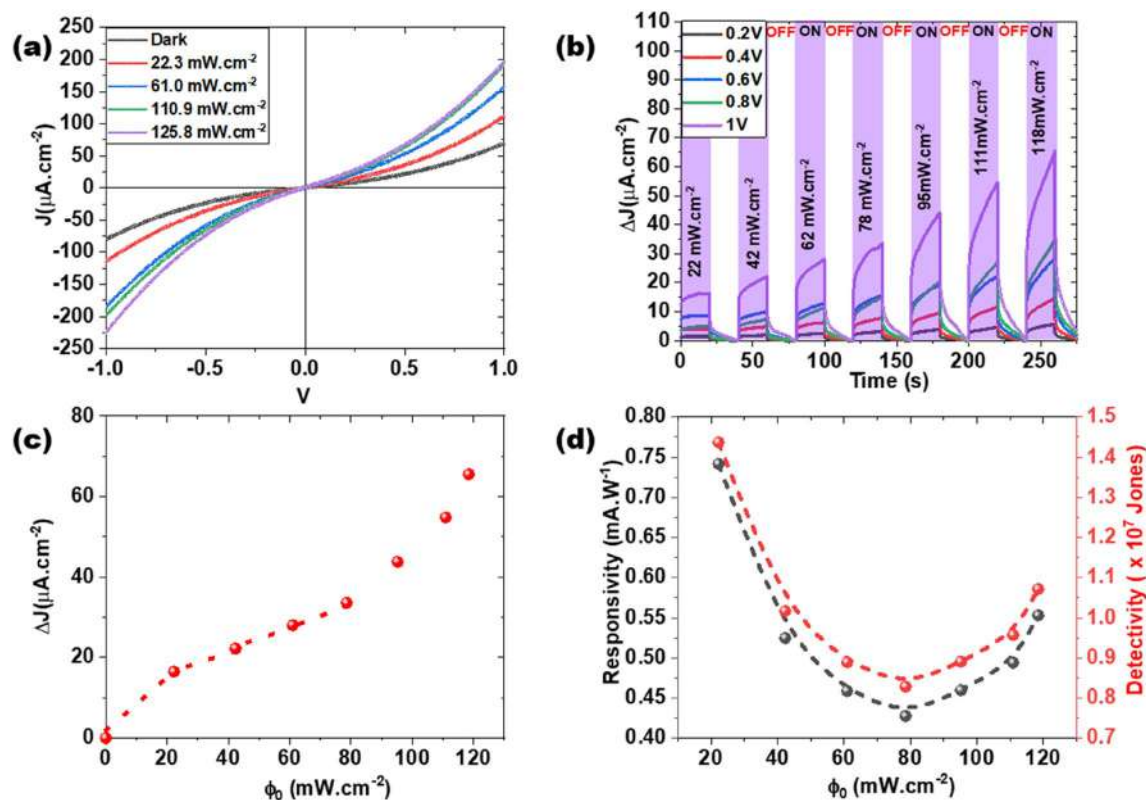 (a)
Dark
22.3 mW.cm-2
61.0 mW.cm-2
110.9 mW.cm-2
125.8 mW.cm-2
J(μA.cm-2)
250
200
150
100
50
0
-50
-100
-150
-200
-250
-1.0
-0.5
0.0
0.5
1.0
V
(b)
OFF ON OFF ON OFF ON OFF ON OFF ON
0.2V
0.4V
0.6V
0.8V
1V
22 mW.cm-2
42 mW.cm-2
62 mW.cm-2
78 mW.cm-2
95mW.cm-2
111mW.cm-2
118mW.cm-2
ΔJ(μA.cm-2)
110
100
90
80
70
60
50
40
30
20
10
0
0
50
100
150
200
250
Time (s)
(c)
ΔJ(μA.cm-2)
80
60
40
20
0
0
20
40
60
80
100
120
ϕ0 (mW.cm-2)
(d)
Responsivity (mA.W-1)
0.80
0.75
0.70
0.65
0.60
0.55
0.50
0.45
0.40
20
40
60
80
100
120
ϕ0 (mW.cm-2)
1.5
1.4
1.3
1.2
1.1
1.0
0.9
0.8
0.7
Detectivity ( x 107 Jones)